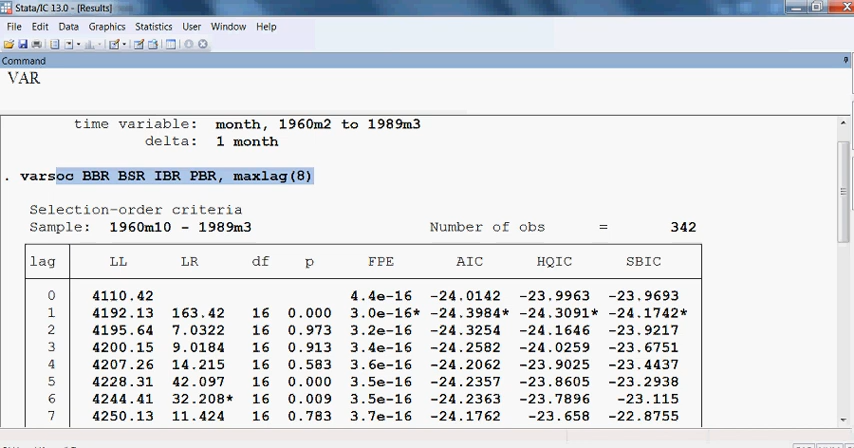 Stata/IC 13.0 - [Results]
File Edit Data Graphics Statistics User Window Help
Command
VAR
time variable: month, 1960m2 to 1989m3
delta: 1 month
. varsoc BBR BSR IBR PBR, maxlag(8)
Selection-order criteria
Sample: 1960m10 - 1989m3 Number of obs = 342
lag LL LR df p FPE AIC HQIC SBIC
0 4110.42 4.4e-16 -24.0142 -23.9963 -23.9693
1 4192.13 163.42 16 0.000 3.0e-16* -24.3984* -24.3091* -24.1742*
2 4195.64 7.0322 16 0.973 3.2e-16 -24.3254 -24.1646 -23.9217
3 4200.15 9.0184 16 0.913 3.4e-16 -24.2582 -24.0259 -23.6751
4 4207.26 14.215 16 0.583 3.6e-16 -24.2062 -23.9025 -23.4437
5 4228.31 42.097 16 0.000 3.5e-16 -24.2357 -23.8605 -23.2938
6 4244.41 32.208* 16 0.009 3.5e-16 -24.2363 -23.7896 -23.115
7 4250.13 11.424 16 0.783 3.7e-16 -24.1762 -23.658 -22.8755